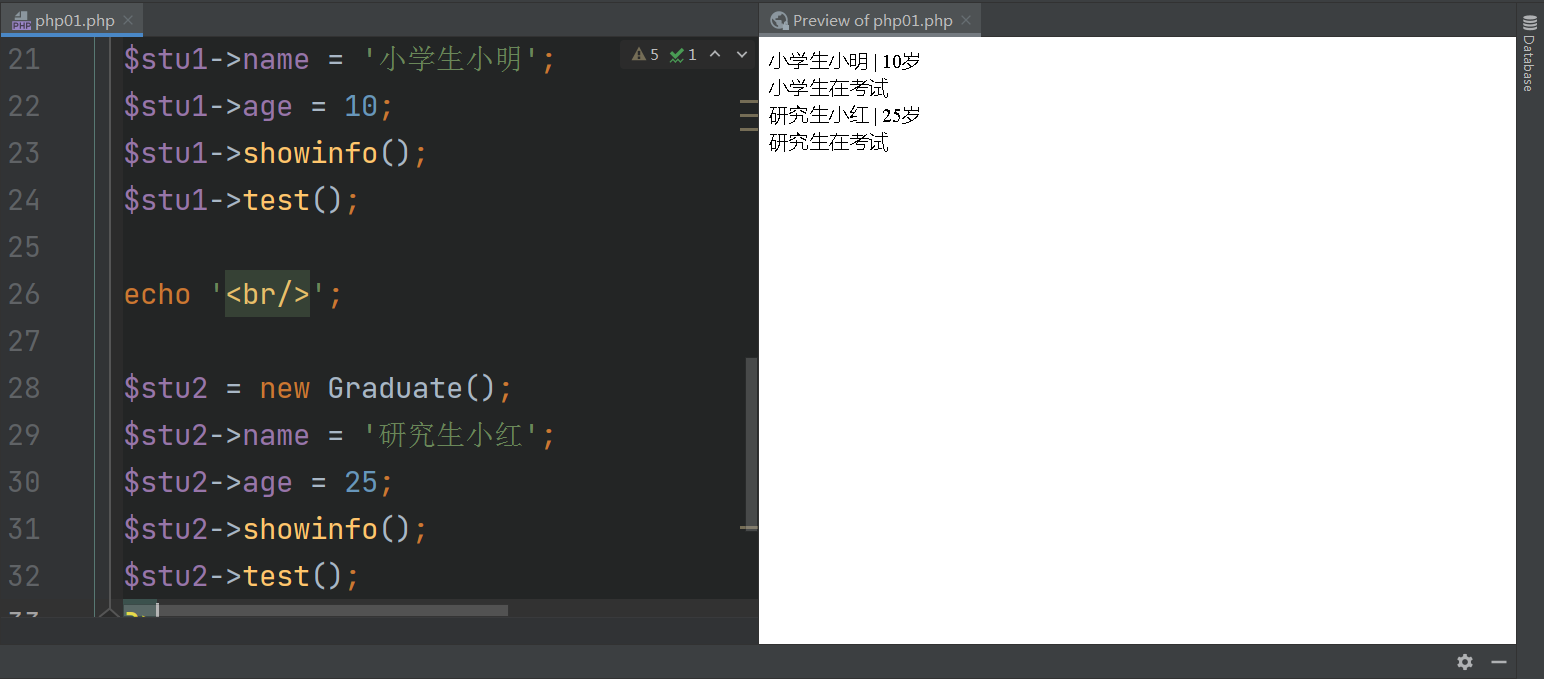 php01.php
21 $stu1->name = '小学生小明';
22 $stu1->age = 10;
23 $stu1->showinfo();
24 $stu1->test();
25
26 echo '<br/>';
27
28 $stu2 = new Graduate();
29 $stu2->name = '研究生小红';
30 $stu2->age = 25;
31 $stu2->showinfo();
32 $stu2->test();
5 1
Preview of php01.php
小学生小明 | 10岁
小学生在考试
研究生小红 | 25岁
研究生在考试
Database